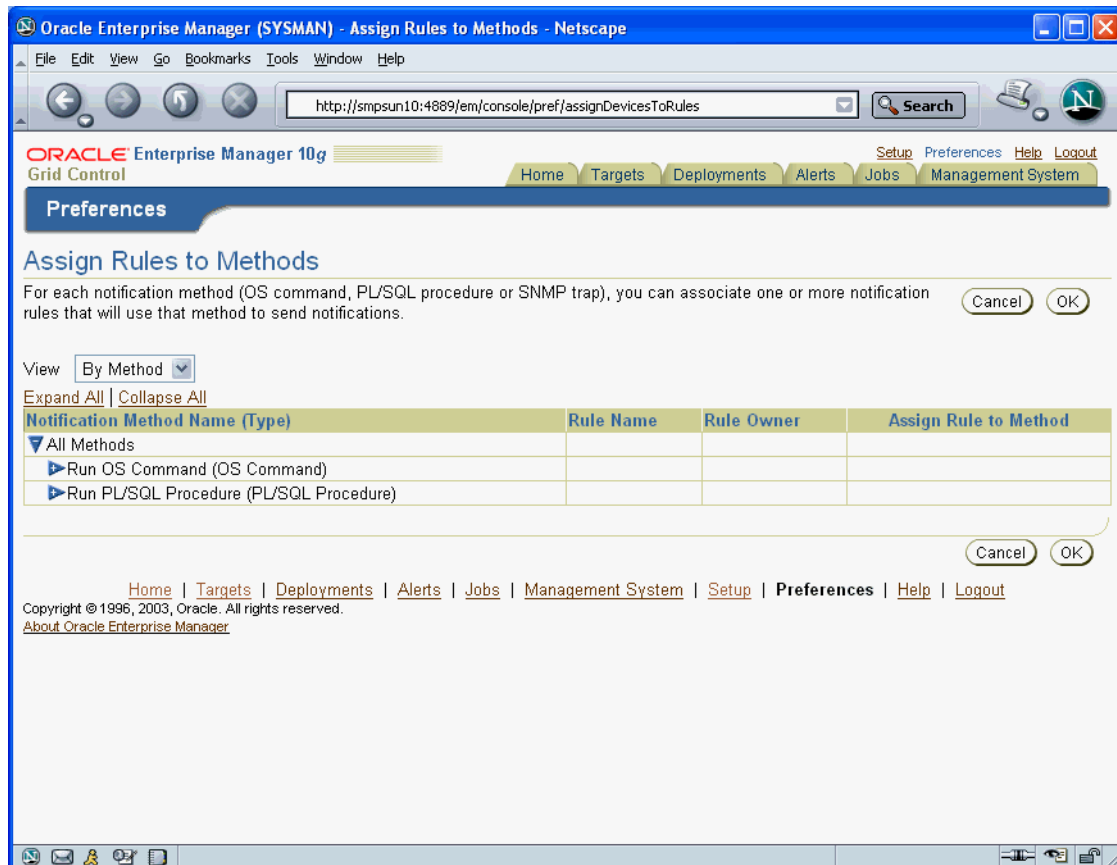 Oracle Enterprise Manager (SYSMAN) - Assign Rules to Methods - Netscape
File Edit View Go Bookmarks Tools Window Help
http://smpsun10:4889/em/console/pref/assignDevicesToRules Search N
ORACLE Enterprise Manager 10g Setup Preferences Help Logout
Grid Control Home Targets Deployments Alerts Jobs Management System
Preferences
Assign Rules to Methods
For each notification method (OS command, PL/SQL procedure or SNMP trap), you can associate one or more notification
rules that will use that method to send notifications.
Cancel OK
View By Method
Expand All | Collapse All
Notification Method Name (Type) Rule Name Rule Owner Assign Rule to Method
All Methods
Run OS Command (OS Command)
Run PL/SQL Procedure (PL/SQL Procedure)
Cancel OK
Home | Targets | Deployments | Alerts | Jobs | Management System | Setup | Preferences | Help | Logout
Copyright © 1996, 2003, Oracle. All rights reserved.
About Oracle Enterprise Manager